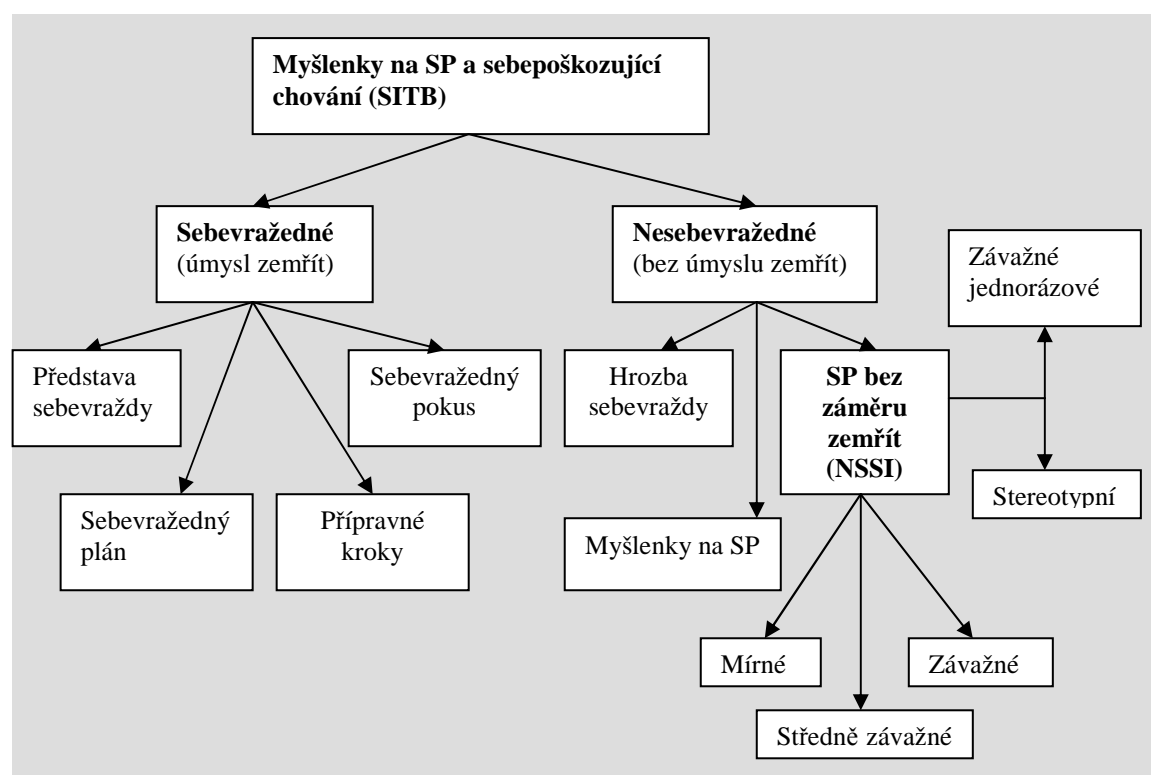 Myšlenky na SP a sebepoškozující
chování (SITB)
Sebevražedné
(úmysl zemřít)
Nesebevražedné
(bez úmyslu zemřít)
Závažné
jednorázové
Představa
sebevraždy
Sebevražedný
pokus
Hrozba
sebevraždy
SP bez
záměru
zemřít
(NSSI)
Stereotypní
Sebevražedný
plán
Přípravné
kroky
Myšlenky na SP
Mírné
Závažné
Středně závažné